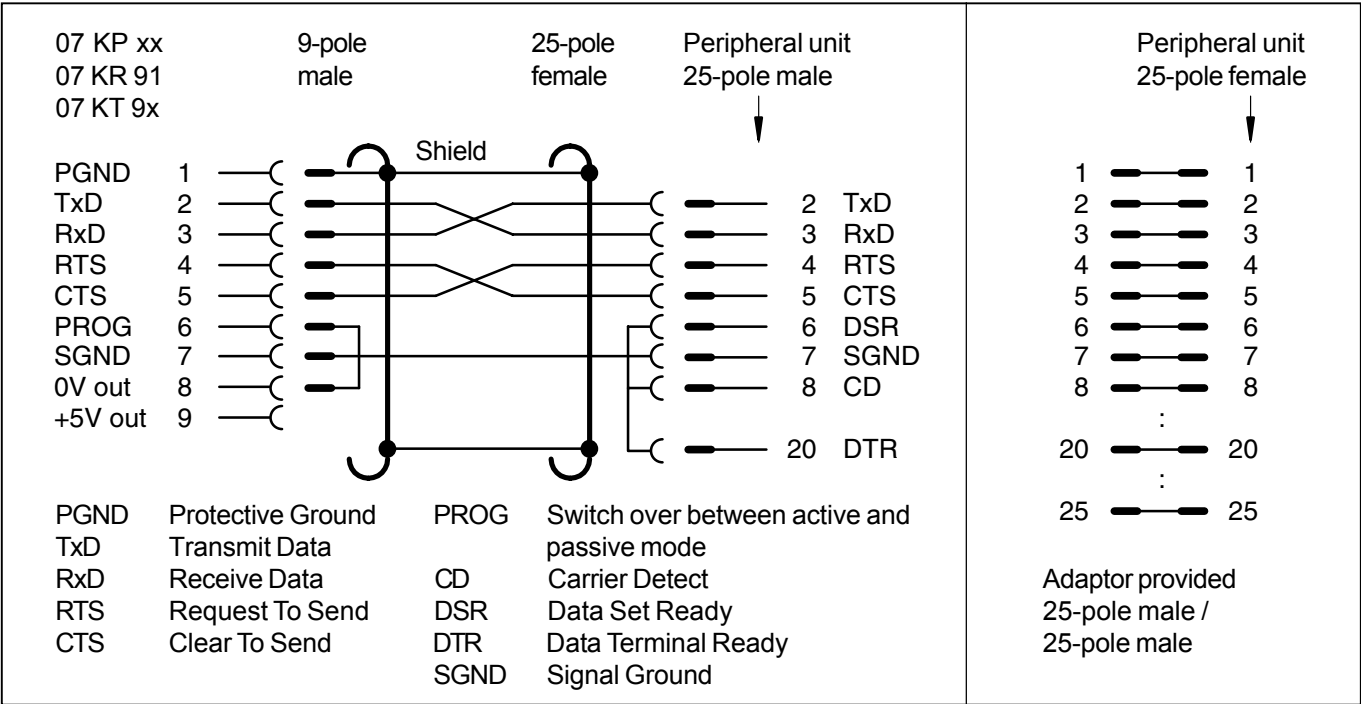 07 KP xx 9-pole 25-pole Peripheral unit
07 KR 91 male female 25-pole male
07 KT 9x
Shield
PGND 1
TxD 2 2 TxD
RxD 3 3 RxD
RTS 4 4 RTS
CTS 5 5 CTS
PROG 6 6 DSR
SGND 7 7 SGND
0V out 8 8 CD
+5V out 9
20 DTR
PGND Protective Ground PROG Switch over between active and
TxD Transmit Data passive mode
RxD Receive Data CD Carrier Detect
RTS Request To Send DSR Data Set Ready
CTS Clear To Send DTR Data Terminal Ready
SGND Signal Ground
Peripheral unit
25-pole female
1 1
2 2
3 3
4 4
5 5
6 6
7 7
8 8
:
20 20
:
25 25
Adaptor provided
25-pole male /
25-pole male